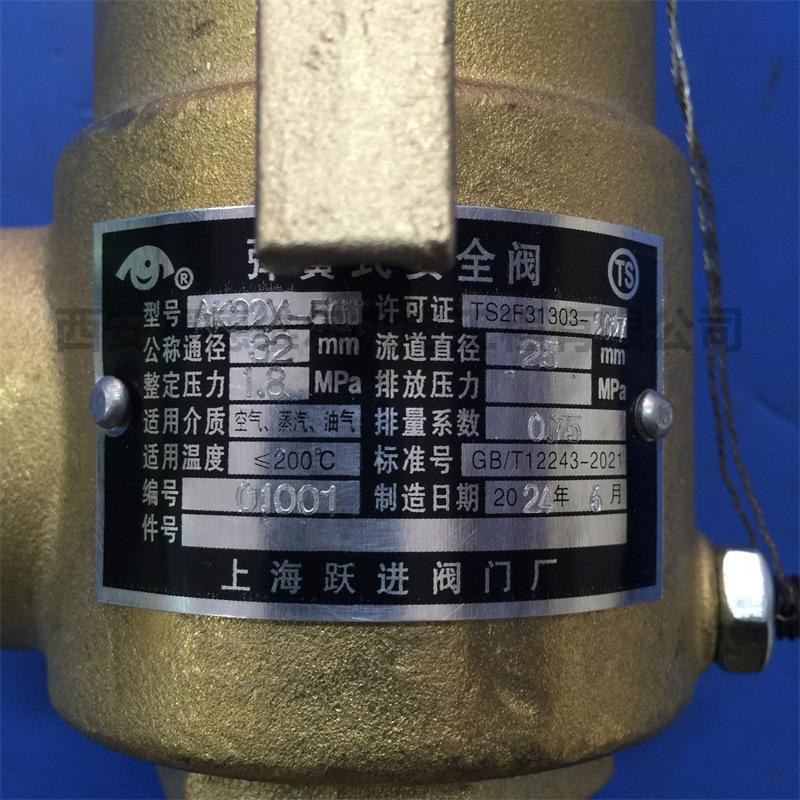 ® 弹簧式安全阀 TS
型号 许可证 TS2F31303-
公称通径 32 mm 流道直径 25 mm
整定压力 1.8 MPa 排放压力 MPa
适用介质 空气、蒸汽、油气 排量系数 0.75
适用温度 ≤200℃ 标准号 GB/T12243-2021
编号 01001 制造日期 2024年6月
件号
上海跃进阀门厂